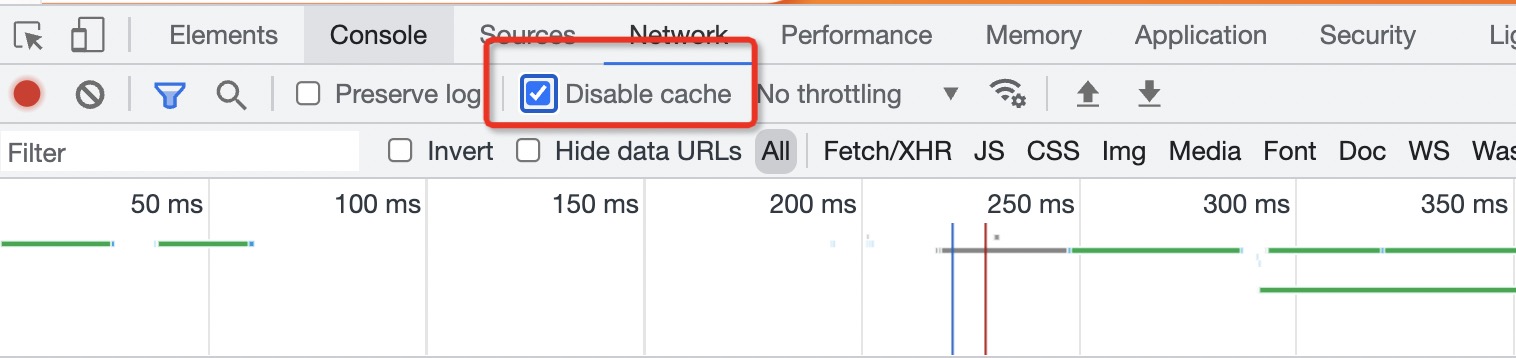 Elements Console Sources Network Performance Memory Application Security Lig
Preserve log Disable cache No throttling
Filter Invert Hide data URLs All Fetch/XHR JS CSS Img Media Font Doc WS Was
50 ms 100 ms 150 ms 200 ms 250 ms 300 ms 350 ms